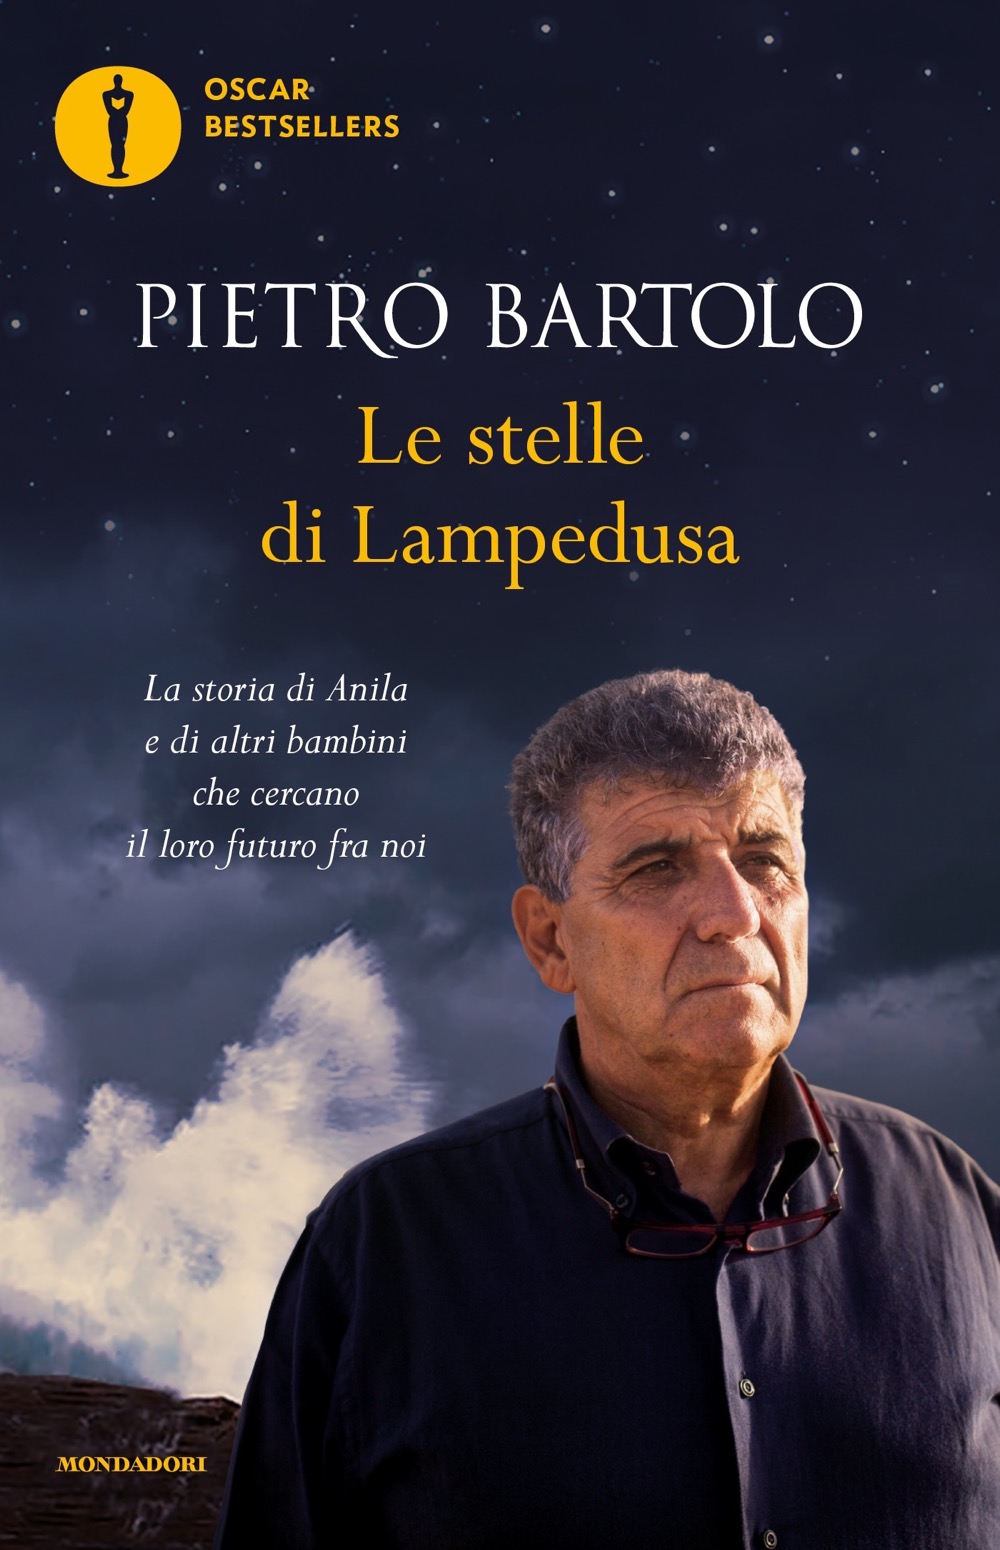 OSCAR
BESTSELLERS
PIETRO BARTOLO
Le stelle
di Lampedusa
La storia di Anila
e di altri bambini
che cercano
il loro futuro fra noi
MONDADORI